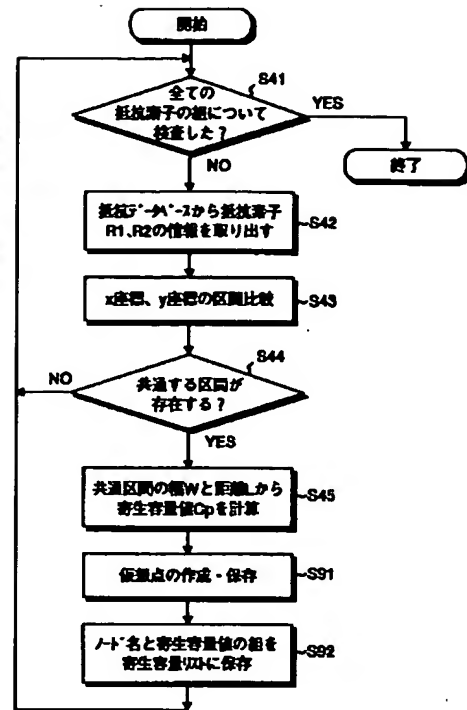 開始
S41
全ての
抵抗素子の組について
検査した?
YES
終了
NO
抵抗データベースから抵抗素子
R1、R2の情報を取り出す
S42
x座標、y座標の区間比較
S43
S44
NO
共通する区間が
存在する?
YES
共通区間の幅Wと距離Lから
寄生容量値Cpを計算
S45
仮接点の作成・保存
S91
ノード名と寄生容量値の組を
寄生容量リストに保存
S92